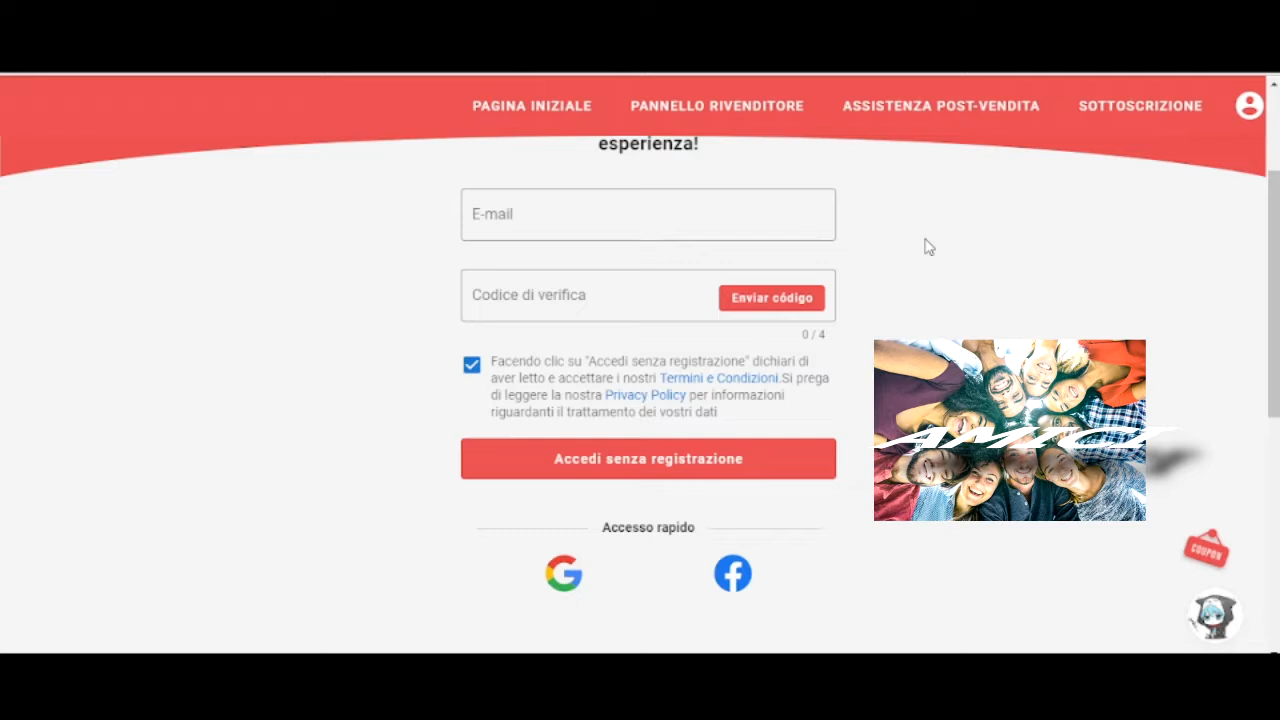 PAGINA INIZIALE PANNELLO RIVENDITORE ASSISTENZA POST-VENDITA SOTTOSCRIZIONE
esperienza!
E-mail
Codice di verifica Enviar código
0 / 4
Facendo clic su "Accedi senza registrazione" dichiari di
aver letto e accettare i nostri Termini e Condizioni.Si prega
di leggere la nostra Privacy Policy per informazioni
riguardanti il trattamento dei vostri dati
AMICI
Accedi senza registrazione
Accesso rapido
COUPON